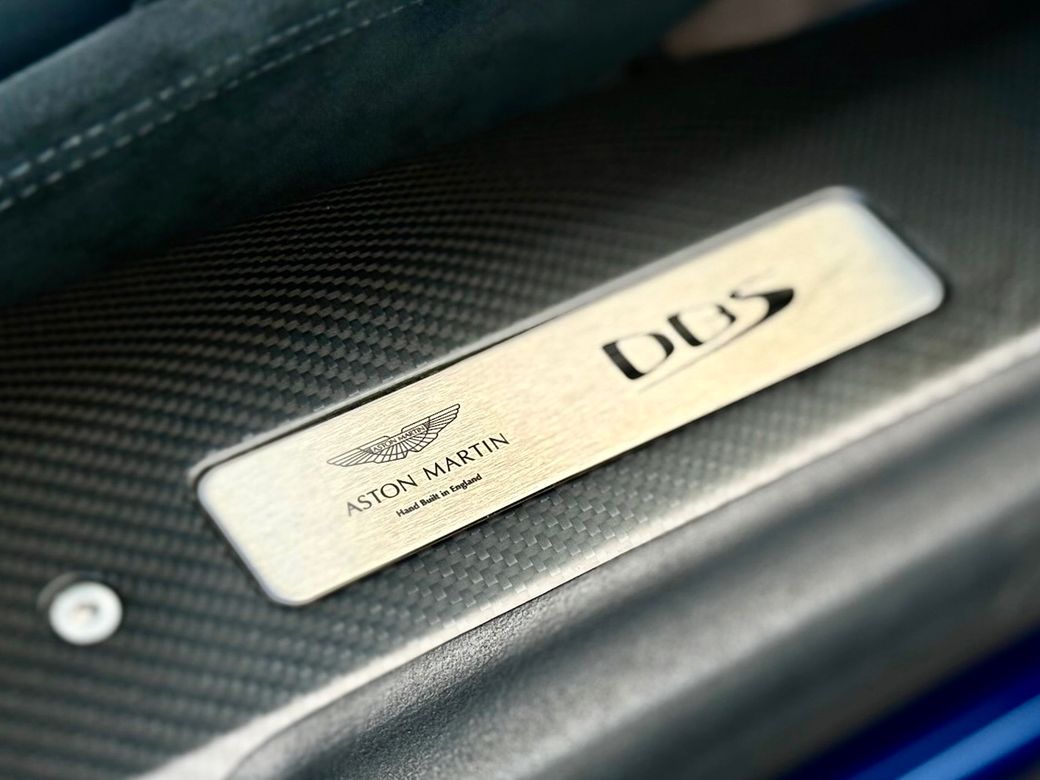 ASTON MARTIN
ASTON MARTIN
Hand Built in England
DBS